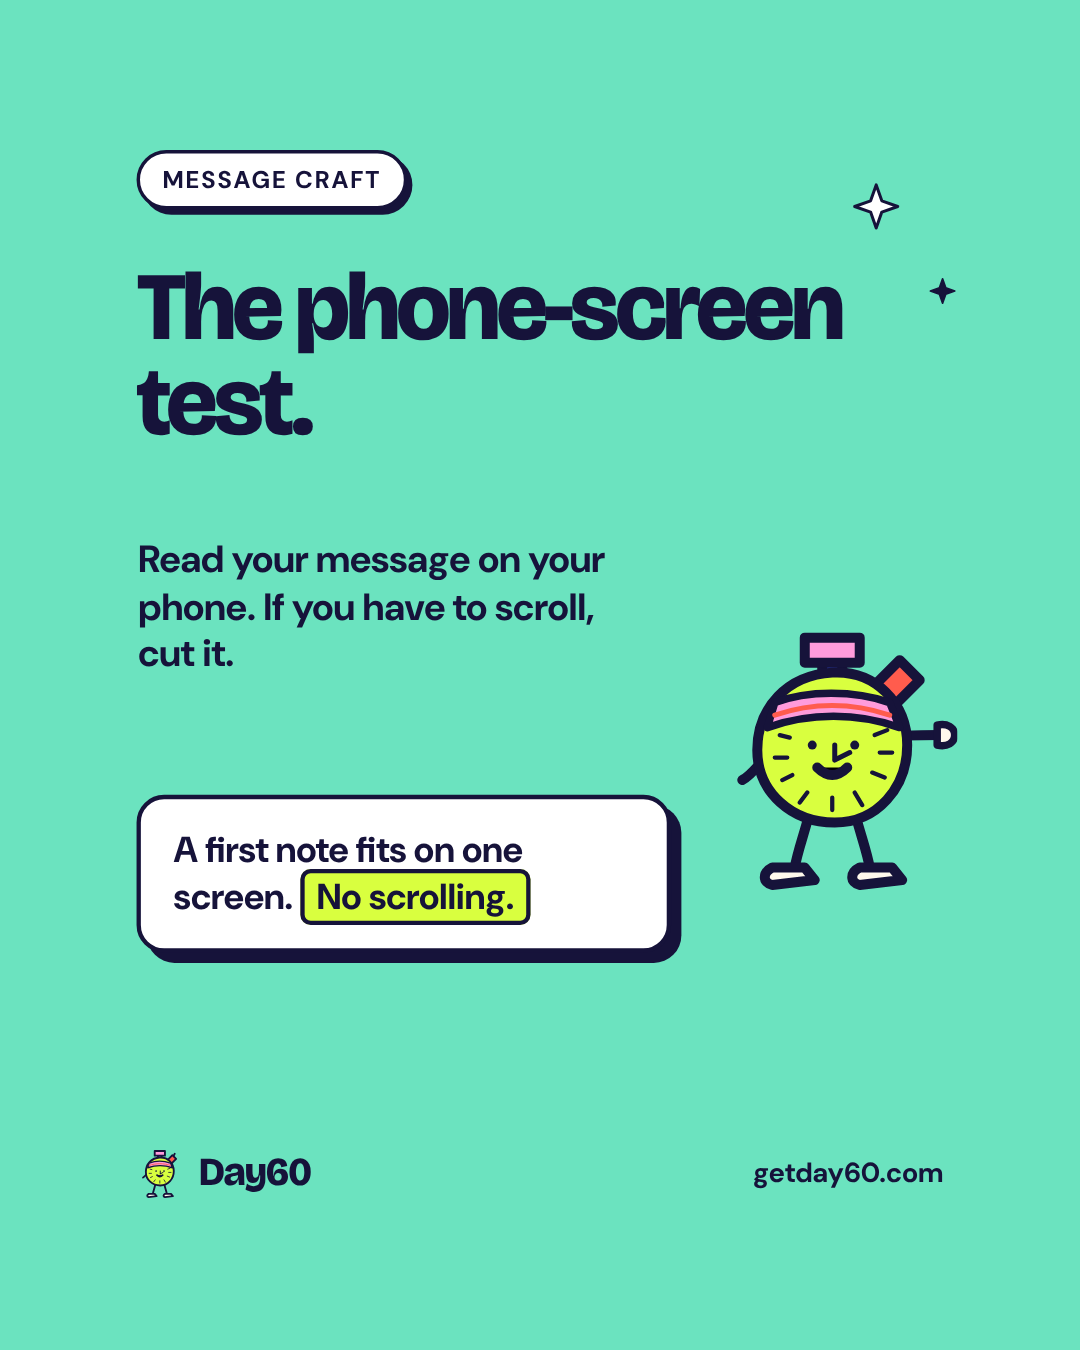 MESSAGE CRAFT
The phone-screen
test.
Read your message on your
phone. If you have to scroll,
cut it.
A first note fits on one
screen. No scrolling.
Day60
getday60.com